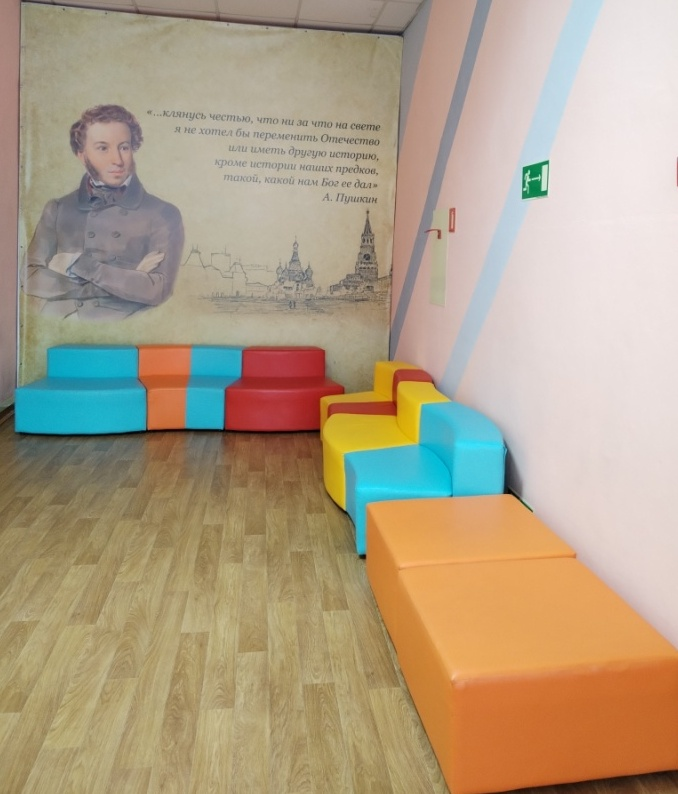 «...клянусь честью, что ни за что на свете
я не хотел бы переменить Отечество
или иметь другую историю,
кроме истории наших предков,
такой, какой нам Бог ее дал»
А. Пушкин